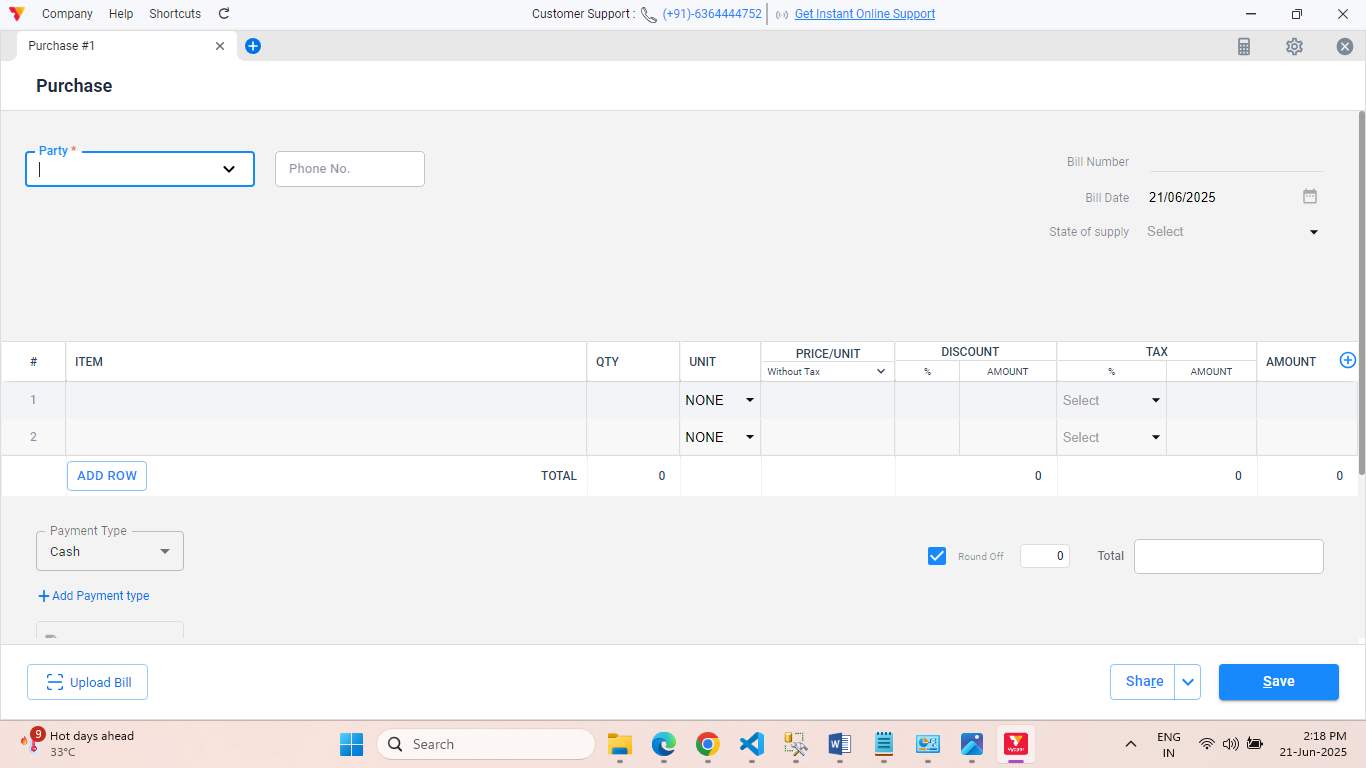 Company Help Shortcuts Customer Support : (+91)-6364444752 Get Instant Online Support
Purchase #1
Purchase
Party *
Phone No.
Bill Number
Bill Date 21/06/2025
State of supply Select
# ITEM QTY UNIT PRICE/UNIT DISCOUNT TAX AMOUNT
Without Tax % AMOUNT % AMOUNT
1 NONE Select
2 NONE Select
ADD ROW TOTAL 0 0 0 0
Payment Type
Cash
Round Off 0 Total
Add Payment type
Upload Bill Share Save
9 Hot days ahead
33°C
Search
ENG
IN
2:18 PM
21-Jun-2025